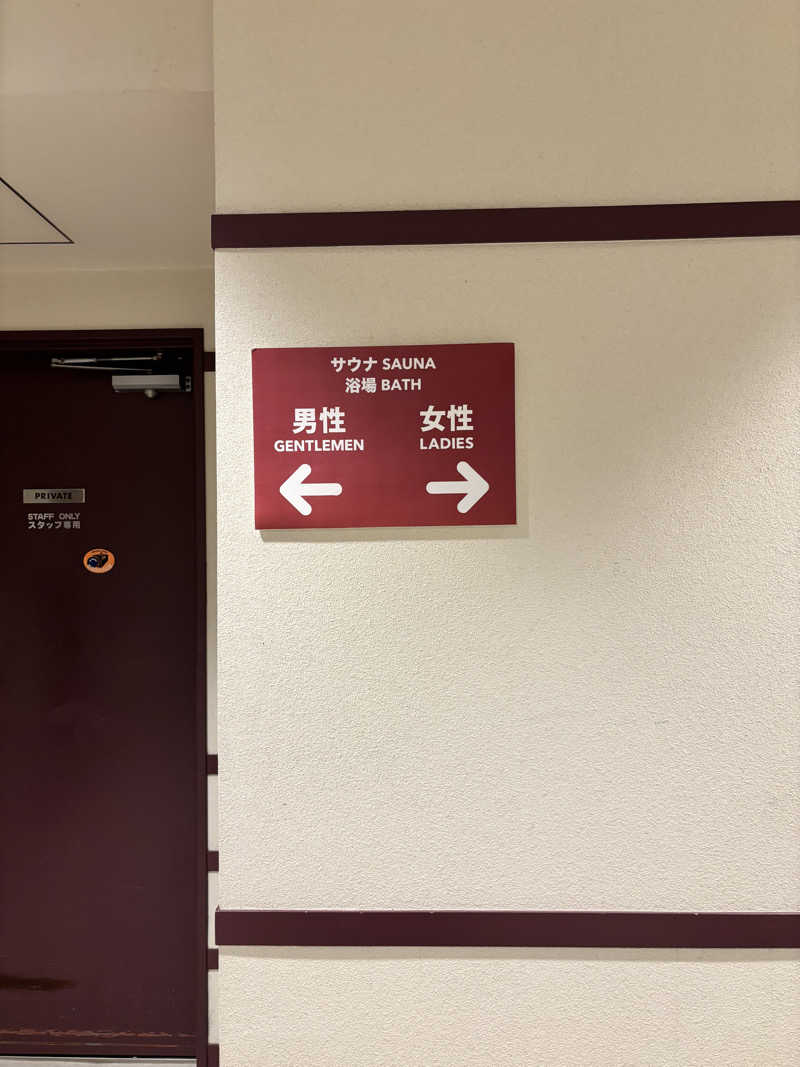 サウナ SAUNA
浴場 BATH
男性
GENTLEMEN
女性
LADIES
PRIVATE
STAFF ONLY
スタッフ専用